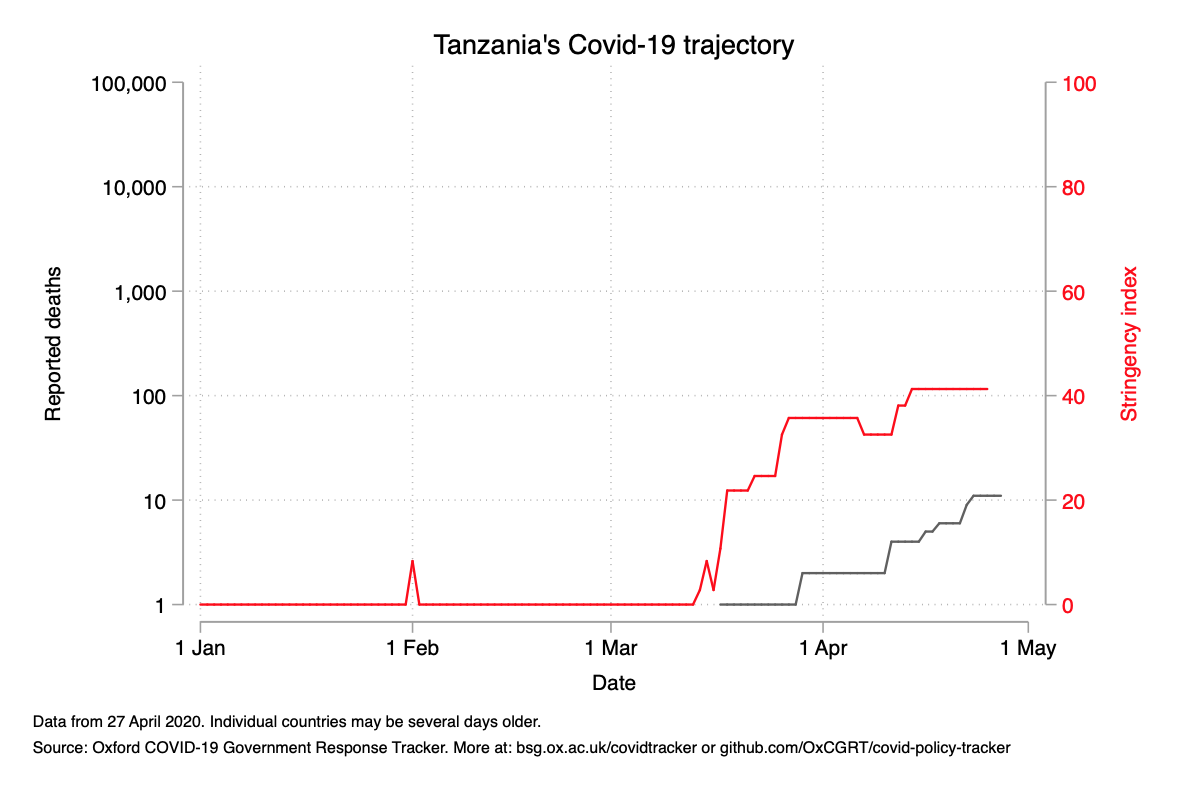 Tanzania's Covid-19 trajectory
100,000
10,000
1,000
100
10
1
Reported deaths
100
80
60
40
20
0
Stringency index
1 Jan
1 Feb
1 Mar
1 Apr
1 May
Date
Data from 27 April 2020. Individual countries may be several days older.
Source: Oxford COVID-19 Government Response Tracker. More at: bsg.ox.ac.uk/covidtracker or github.com/OxCGRT/covid-policy-tracker